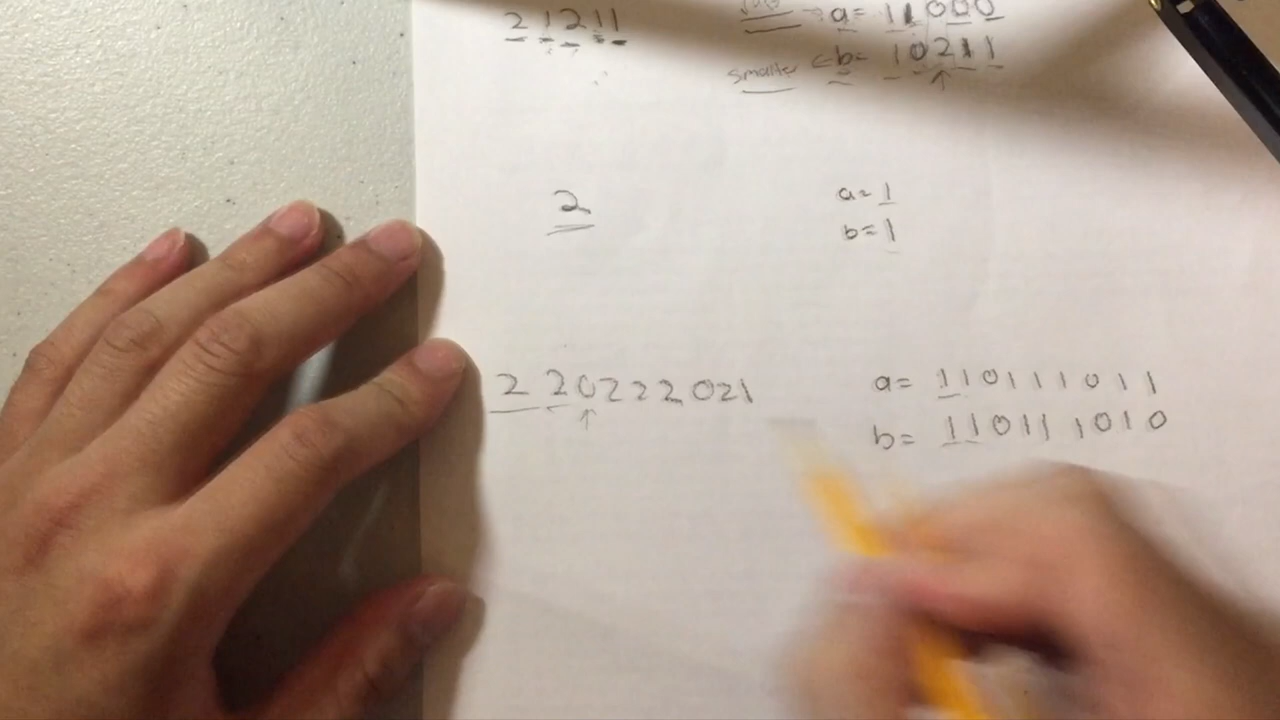 21211 a= 11000
smaller b= 10211
2 a= 1
b= 1
220222021 a= 110111011
b= 110111010